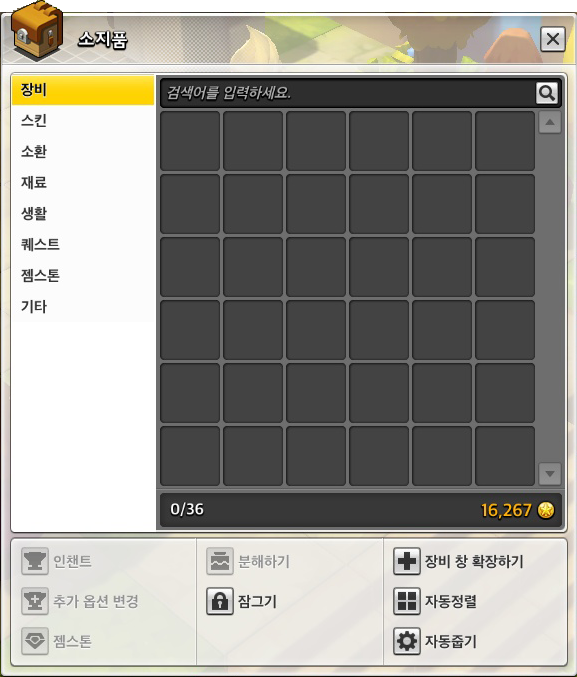 소지품
장비
스킨
소환
재료
생활
퀘스트
젬스톤
기타
검색어를 입력하세요.
0/36
16,267
인챈트
추가 옵션 변경
젬스톤
분해하기
잠그기
장비 창 확장하기
자동정렬
자동줍기